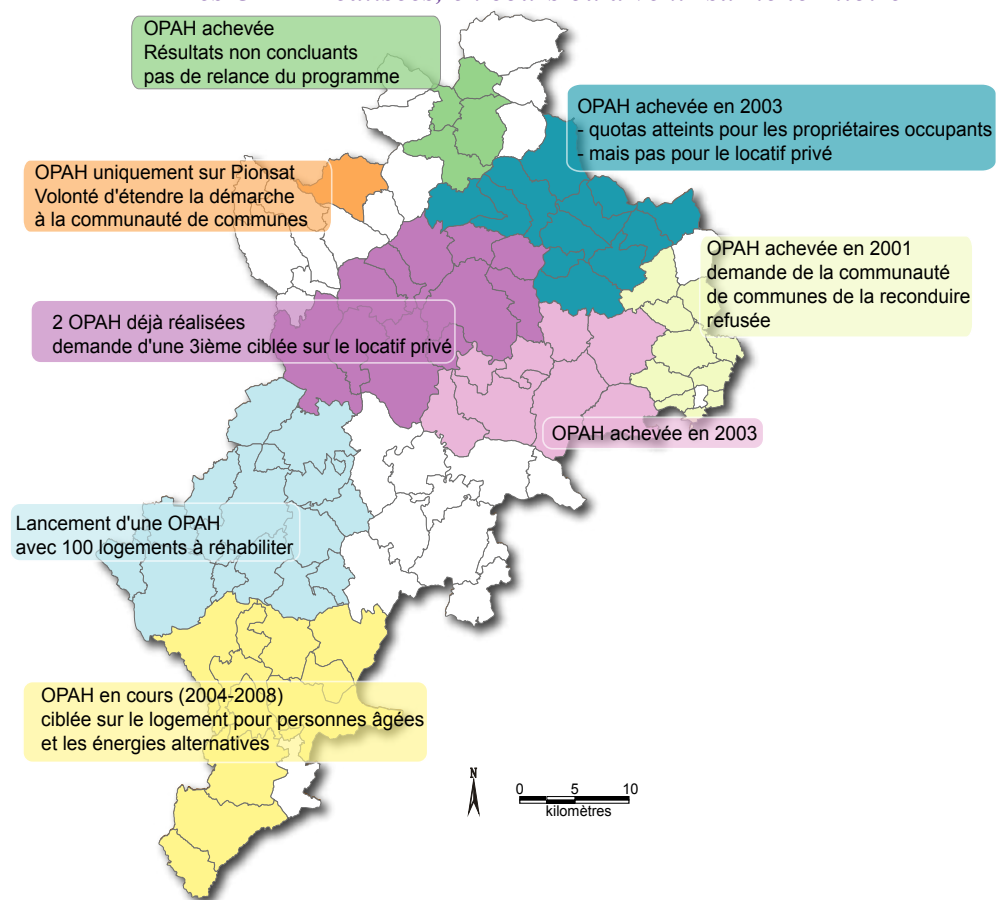 OPAH achevée
Résultats non concluants
pas de relance du programme
OPAH achevée en 2003
- quotas atteints pour les propriétaires occupants
- mais pas pour le locatif privé
OPAH uniquement sur Pionsat
Volonté d'étendre la démarche
à la communauté de communes
OPAH achevée en 2001
demande de la communauté
de communes de la reconduire
refusée
2 OPAH déjà réalisées
demande d'une 3ième ciblée sur le locatif privé
OPAH achevée en 2003
Lancement d'une OPAH
avec 100 logements à réhabiliter
OPAH en cours (2004-2008)
ciblée sur le logement pour personnes âgées
et les énergies alternatives
N
0 5 10
kilomètres